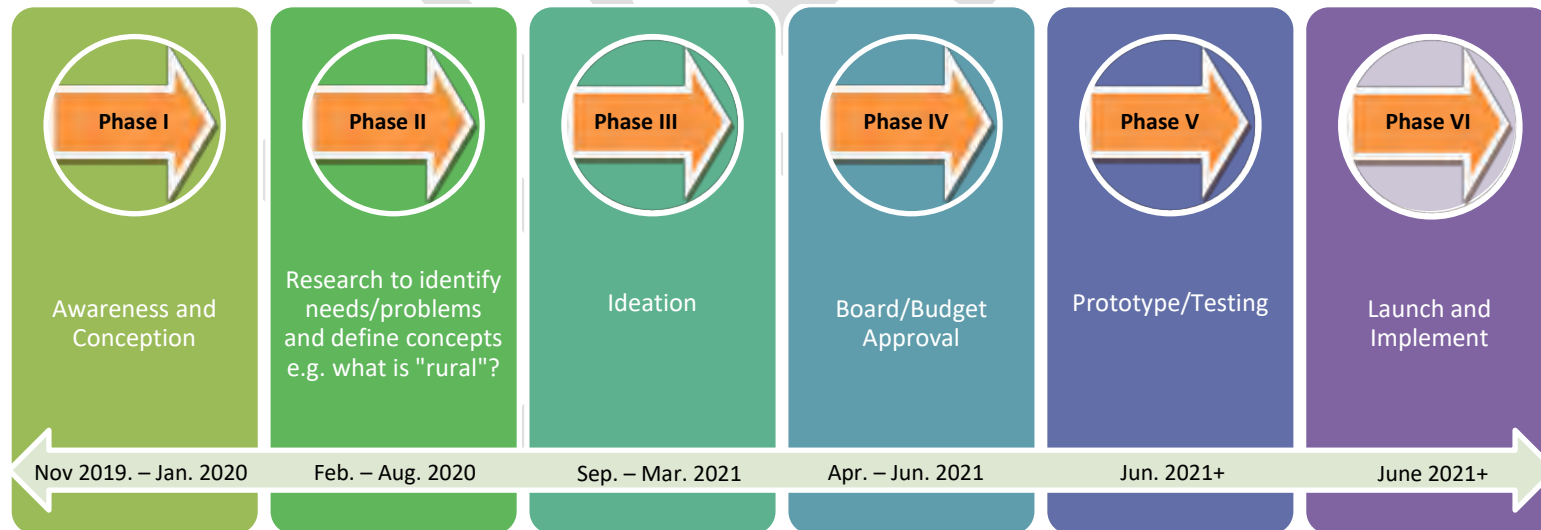 Phase I
Phase II
Phase III
Phase IV
Phase V
Phase VI
Awareness and
Conception
Research to identify
needs/problems
and define concepts
e.g. what is "rural"?
Ideation
Board/Budget
Approval
Prototype/Testing
Launch and
Implement
Nov 2019. – Jan. 2020
Feb. – Aug. 2020
Sep. – Mar. 2021
Apr. – Jun. 2021
Jun. 2021+
June 2021+